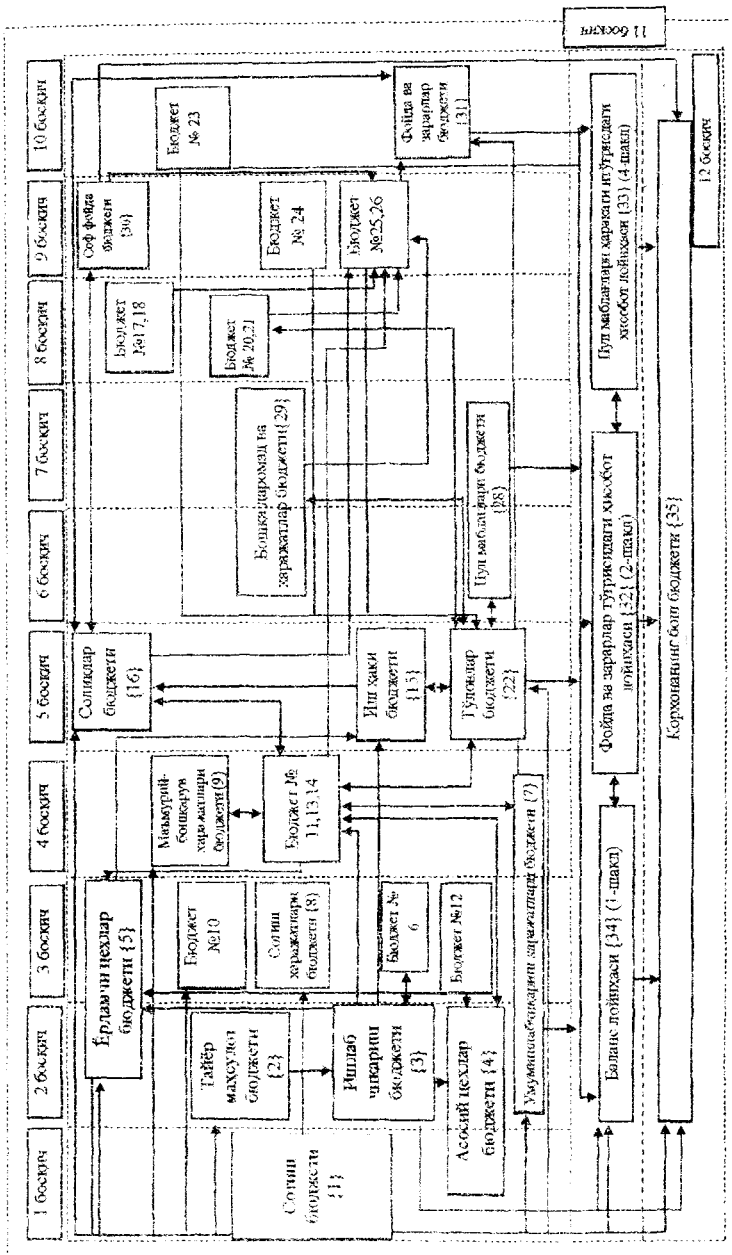 1 босқич
2 босқич
3 босқич
4 босқич
5 босқич
6 босқич
7 босқич
8 босқич
9 босқич
10 босқич
11 босқич
Сотиш
бюджети
{1}
Ёрдамчи цехлар
бюджети {5}
Тайёр
маҳсулот
бюджети
{2}
Ишлаб
чиқариш
бюджети
{3}
Асосий цехлар
бюджети {4}
Бюджет
№10
Сотиш
харажатлари
бюджети {8}
Бюджет №
6
Бюджет №12
Маъмурий-
бошқарув
харажатлари
бюджети(9)
Бюджет №
11,13,14
Умумишлабчиқариш харажатлари бюджети {7}
Солиқлар
бюджети
{16}
Иш ҳақи
бюджети
{15}
Тўловлар
бюджети
{22}
Бошқа даромад ва
харажатлар бюджети{29}
Пул маблағлари бюджети
{28}
Бюджет
№17,18
Бюджет
№ 20,21
Соф фойда
бюджети
{30}
Бюджет
№ 24
Бюджет
№25,26
Бюджет
№ 23
Фойда ва
зарарлар
бюджети
{31}
Баланс лойиҳаси {34} (1-шакл)
Фойда ва зарарлар тўғрисидаги ҳисобот
лойиҳаси {32} (2-шакл)
Пул маблағлари ҳаракати тўғрисидаги
ҳисобот лойиҳаси {33} (4-шакл)
Корхонанинг бош бюджети {35}
12 босқич